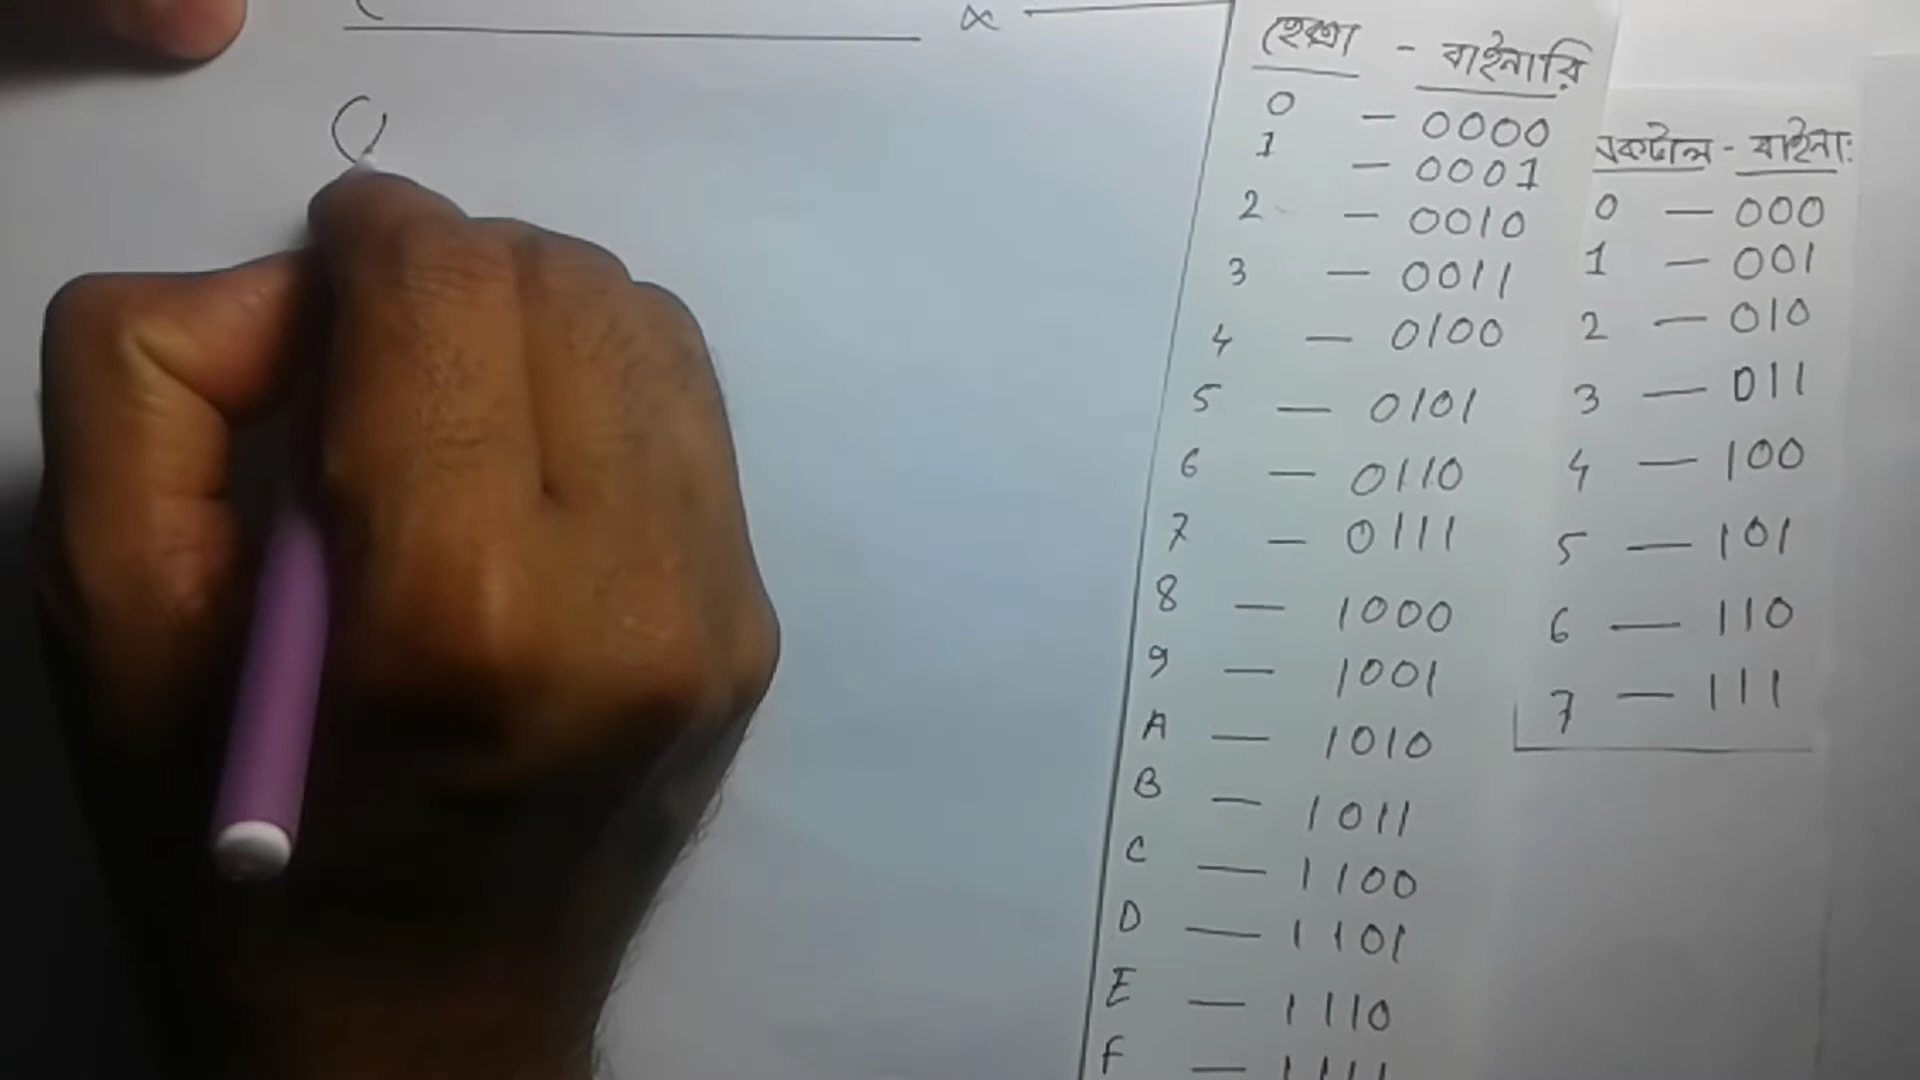 হেক্সা - বাইনারি
0 - 0000
1 - 0001
2 - 0010
3 - 0011
4 - 0100
5 - 0101
6 - 0110
7 - 0111
8 - 1000
9 - 1001
A - 1010
B - 1011
C - 1100
D - 1101
E - 1110
F - 1111
অকটাল - বাইনাঃ
0 - 000
1 - 001
2 - 010
3 - 011
4 - 100
5 - 101
6 - 110
7 - 111